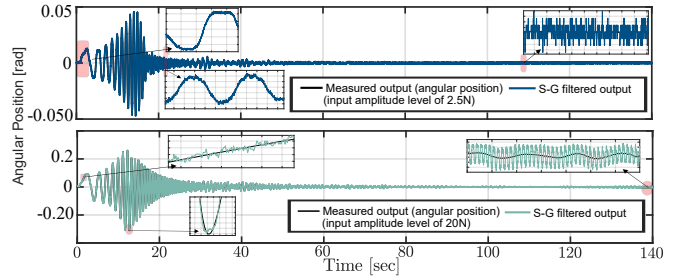 0.05
0
-0.050
Measured output (angular position)
(input amplitude level of 2.5N)
S-G filtered output
Angular Position [rad]
0.2
0
-0.20
Measured output (angular position)
(input amplitude level of 20N)
S-G filtered output
0 20 40 60 80 100 120 140
Time [sec]